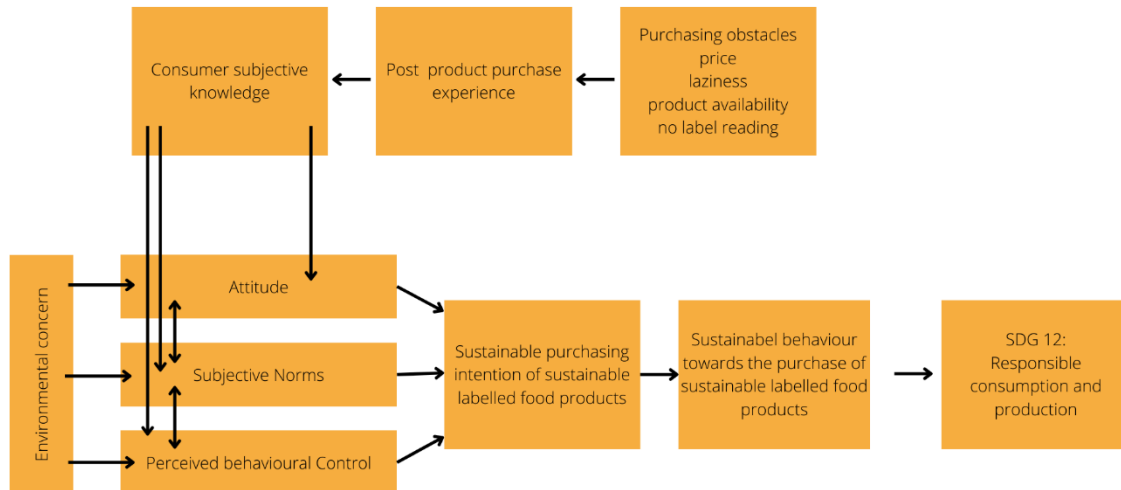 Consumer subjective
knowledge
Post product purchase
experience
Purchasing obstacles
price
laziness
product availability
no label reading
Environmental concern
Attitude
Subjective Norms
Perceived behavioural Control
Sustainable purchasing
intention of sustainable
labelled food products
Sustainabel behaviour
towards the purchase of
sustainable labelled food
products
SDG 12:
Responsible
consumption and
production